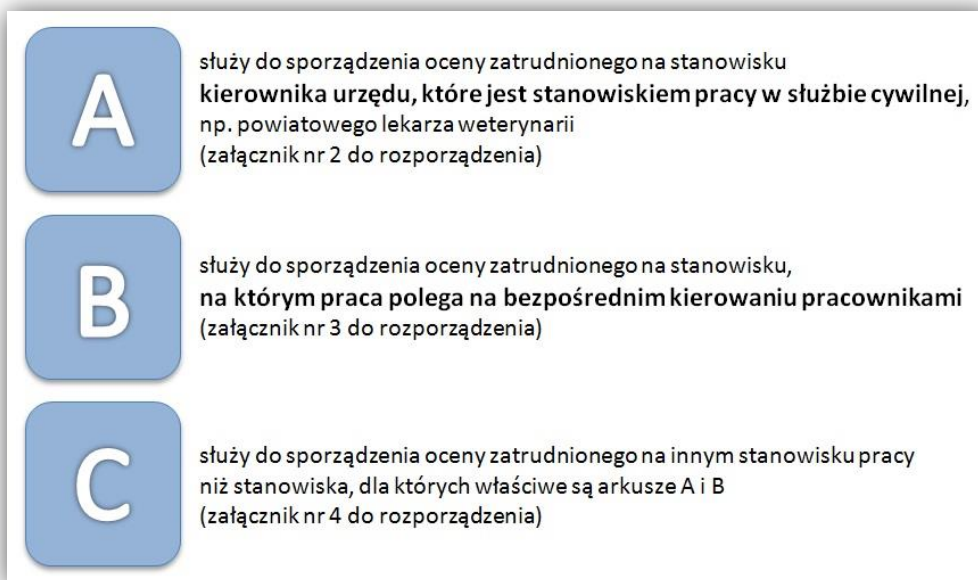 A
służy do sporządzenia oceny zatrudnionego na stanowisku
kierownika urzędu, które jest stanowiskiem pracy w służbie cywilnej,
np. powiatowego lekarza weterynarii
(załącznik nr 2 do rozporządzenia)
B
służy do sporządzenia oceny zatrudnionego na stanowisku,
na którym praca polega na bezpośrednim kierowaniu pracownikami
(załącznik nr 3 do rozporządzenia)
C
służy do sporządzenia oceny zatrudnionego na innym stanowisku pracy
niż stanowiska, dla których właściwe są arkusze A i B
(załącznik nr 4 do rozporządzenia)